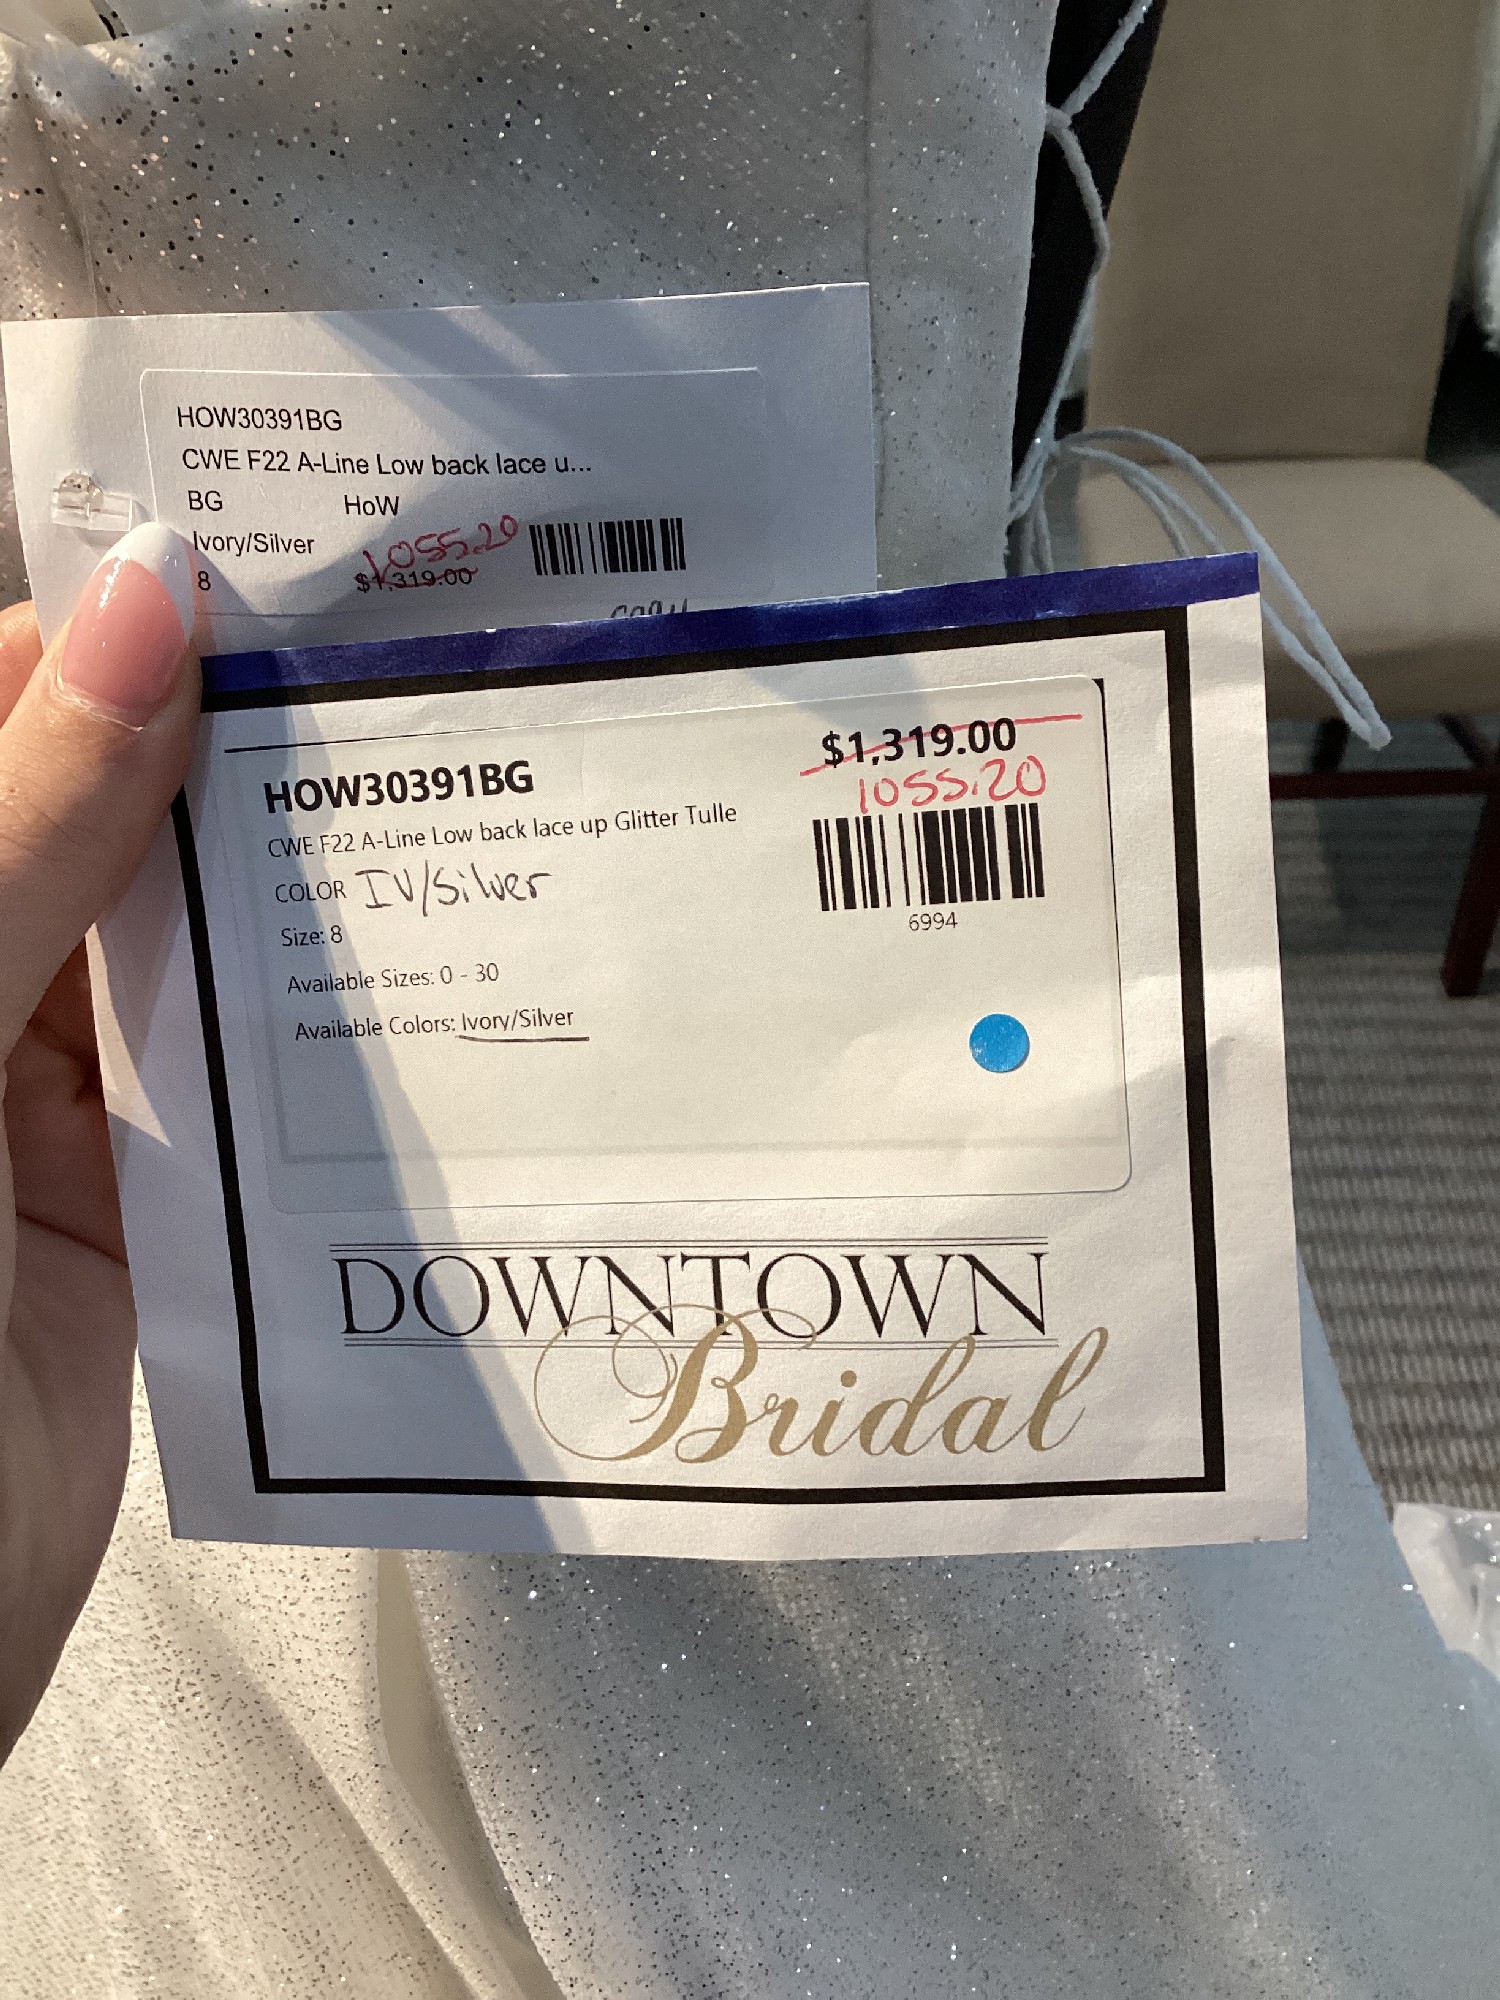 HOW30391BG
CWE F22 A-Line Low back lace u...
BG HoW
Ivory/Silver
1055.20
8 $1,319.00
$1,319.00
1055.20
HOW30391BG
CWE F22 A-Line Low back lace up Glitter Tulle
COLOR IV/Silver
6994
Size: 8
Available Sizes: 0 - 30
Available Colors: Ivory/Silver
DOWNTOWN
Bridal